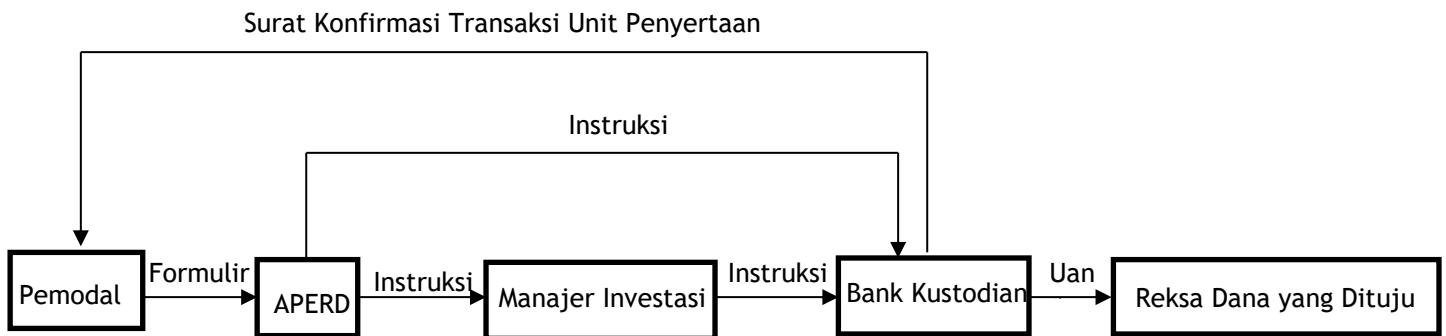 Surat Konfirmasi Transaksi Unit Penyertaan
Instruksi
Pemodal
Formulir
APERD
Instruksi
Manajer Investasi
Instruksi
Bank Kustodian
Uan
Reksa Dana yang Dituju